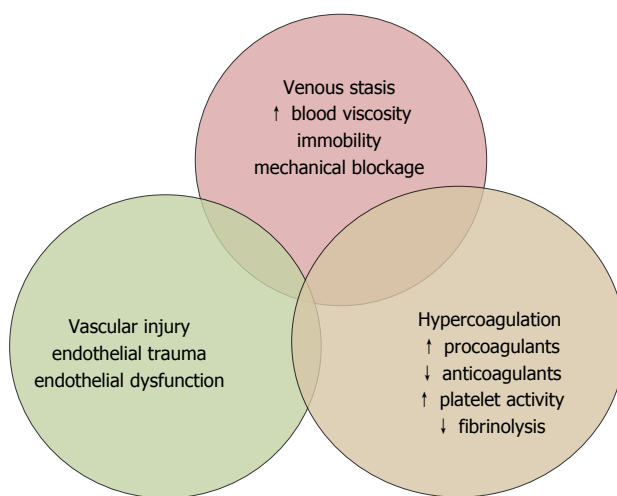 Venous stasis
↑ blood viscosity
immobility
mechanical blockage
Vascular injury
endothelial trauma
endothelial dysfunction
Hypercoagulation
↑ procoagulants
↓ anticoagulants
↑ platelet activity
↓ fibrinolysis